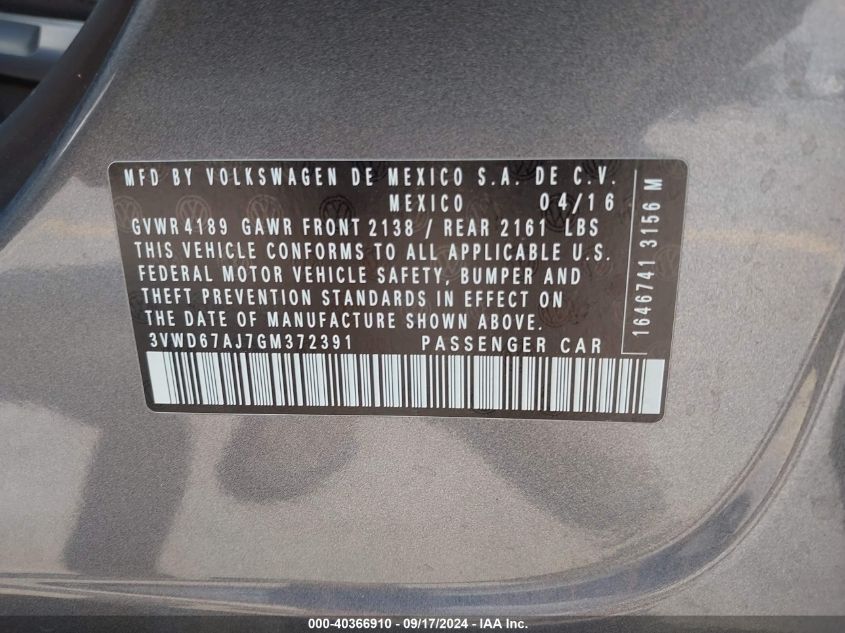 MFD BY VOLKSWAGEN DE MEXICO S.A. DE C.V.
MEXICO 04/16
GVWR 4189 GAWR FRONT 2138 / REAR 2161 LBS
THIS VEHICLE CONFORMS TO ALL APPLICABLE U.S.
FEDERAL MOTOR VEHICLE SAFETY, BUMPER AND
THEFT PREVENTION STANDARDS IN EFFECT ON
THE DATE OF MANUFACTURE SHOWN ABOVE.
3VWD67AJ7GM372391 PASSENGER CAR
1646741 3156 M
000-40366910 - 09/17/2024 - IAA Inc.